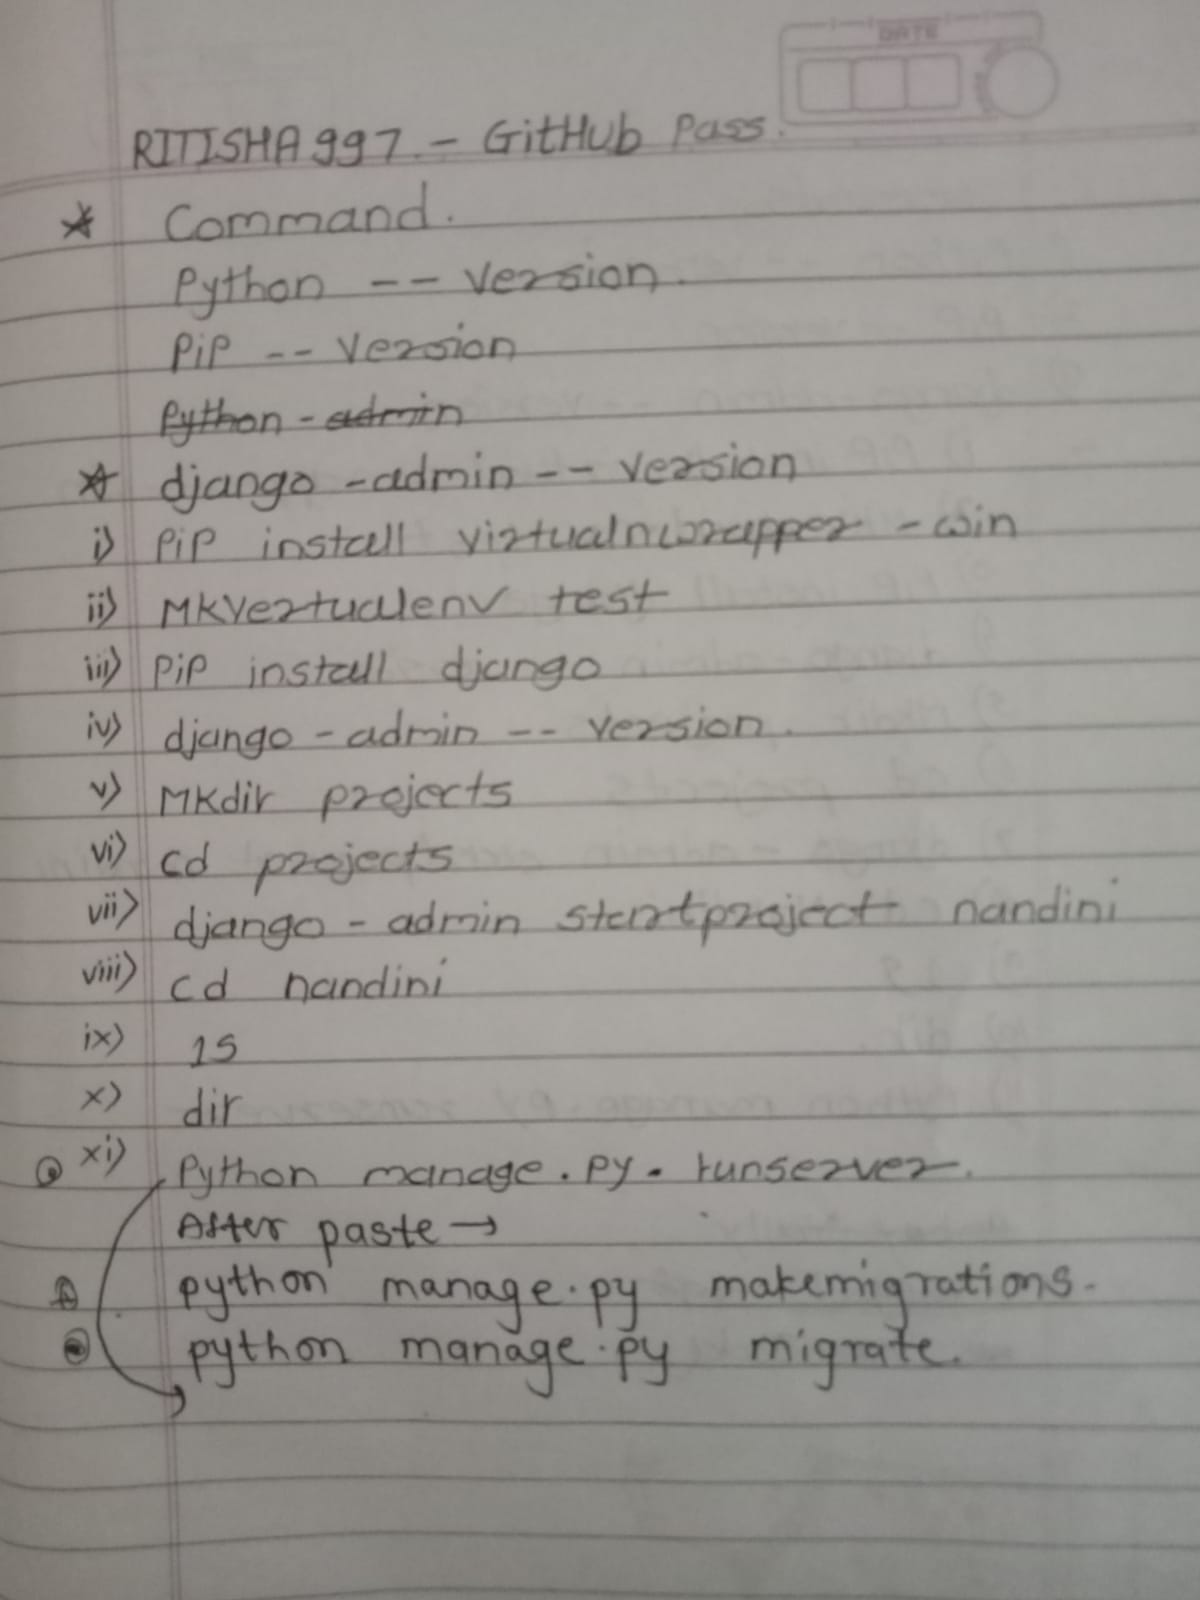 DATE
RITISHA997 - GitHub Pass.
* Command.
Python -- version.
PiP -- Version
Python-admin
* django -admin -- version
i) PiP install virtualnwrapper -win
ii) MKVertualenv test
iii) PiP install django
iv) django - admin -- version.
v) MKdir projects
vi) cd projects
vii) django - admin startproject nandini
viii) cd nandini
ix) 1s
x) dir
xi) Python manage.py. runserver.
After paste →
python manage.py makemigrations.
python manage.py migrate.